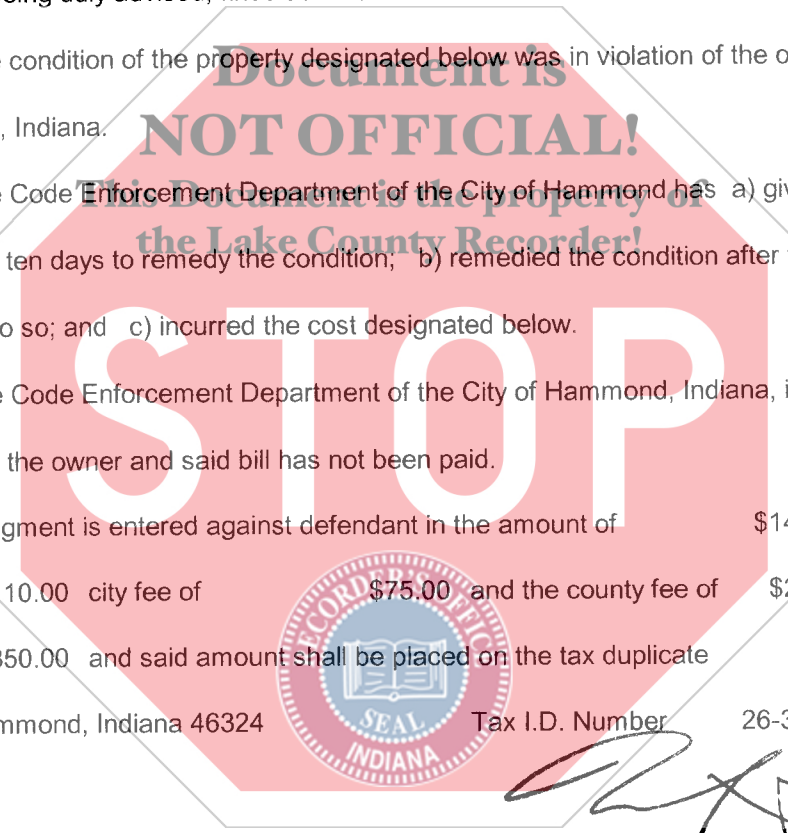 condition of the property designated below was in violation of the
Document is
, Indiana.
NOT OFFICIAL!
Code Enforcement Department of the City of Hammond has a)
This Document is the property of
the Lake County Recorder!
ten days to remedy the condition; b) remedied the condition after
so; and c) incurred the cost designated below.
STOP
Code Enforcement Department of the City of Hammond, Indiana,
the owner and said bill has not been paid.
is entered against defendant in the amount of $14
10.00 city fee of $75.00 and the county fee of $2
50.00 and said amount shall be placed on the tax duplicate
RECORDER'S OFFICE
SEAL
INDIANA
Indiana 46324 Tax I.D. Number 26-3